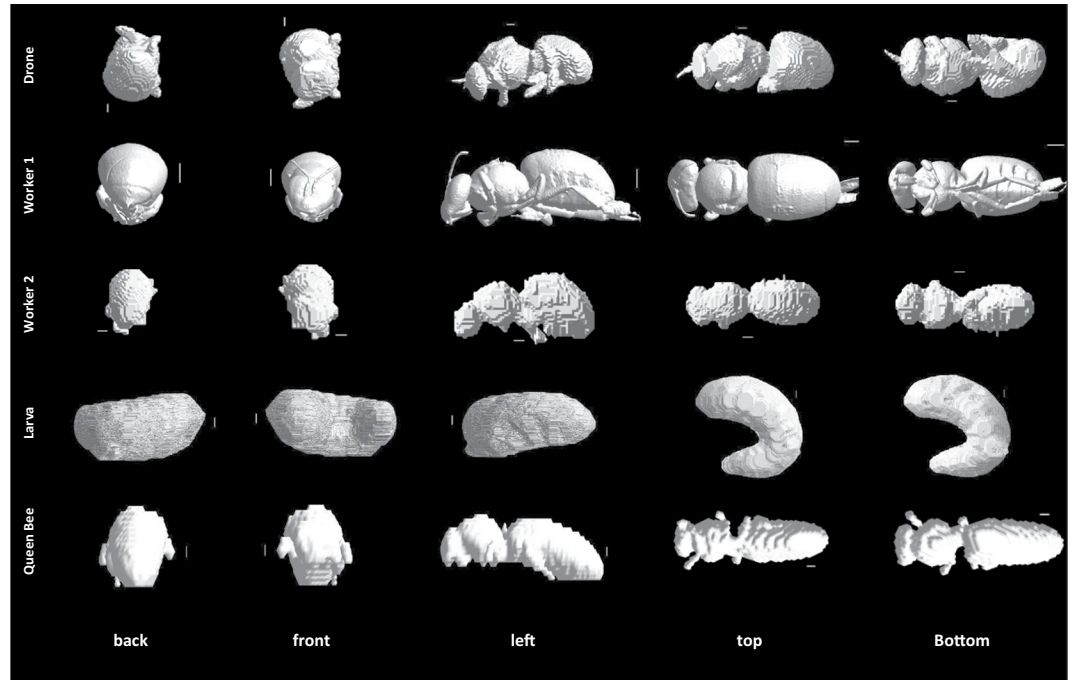 Drone
Worker 1
Worker 2
Larva
Queen Bee
back
front
left
top
Bottom